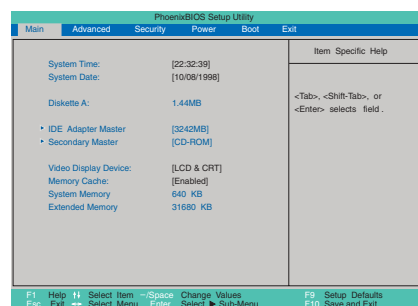 PhoenixBIOS Setup Utility
Main Advanced Security Power Boot Exit
Item Specific Help
System Time: [22:32:39]
System Date: [10/08/1998]
<Tab>, <Shift-Tab>, or
Diskette A: 1.44MB
<Enter> selects field.
IDE Adapter Master [3242MB]
Secondary Master [CD-ROM]
Video Display Device: [LCD & CRT]
Memory Cache: [Enabled]
System Memory 640 KB
Extended Memory 31680 KB
F1 Help ↑↓ Select Item -/Space Change Values F9 Setup Defaults
Esc Exit ↔ Select Menu Enter Select ▶ Sub-Menu F10 Save and Exit